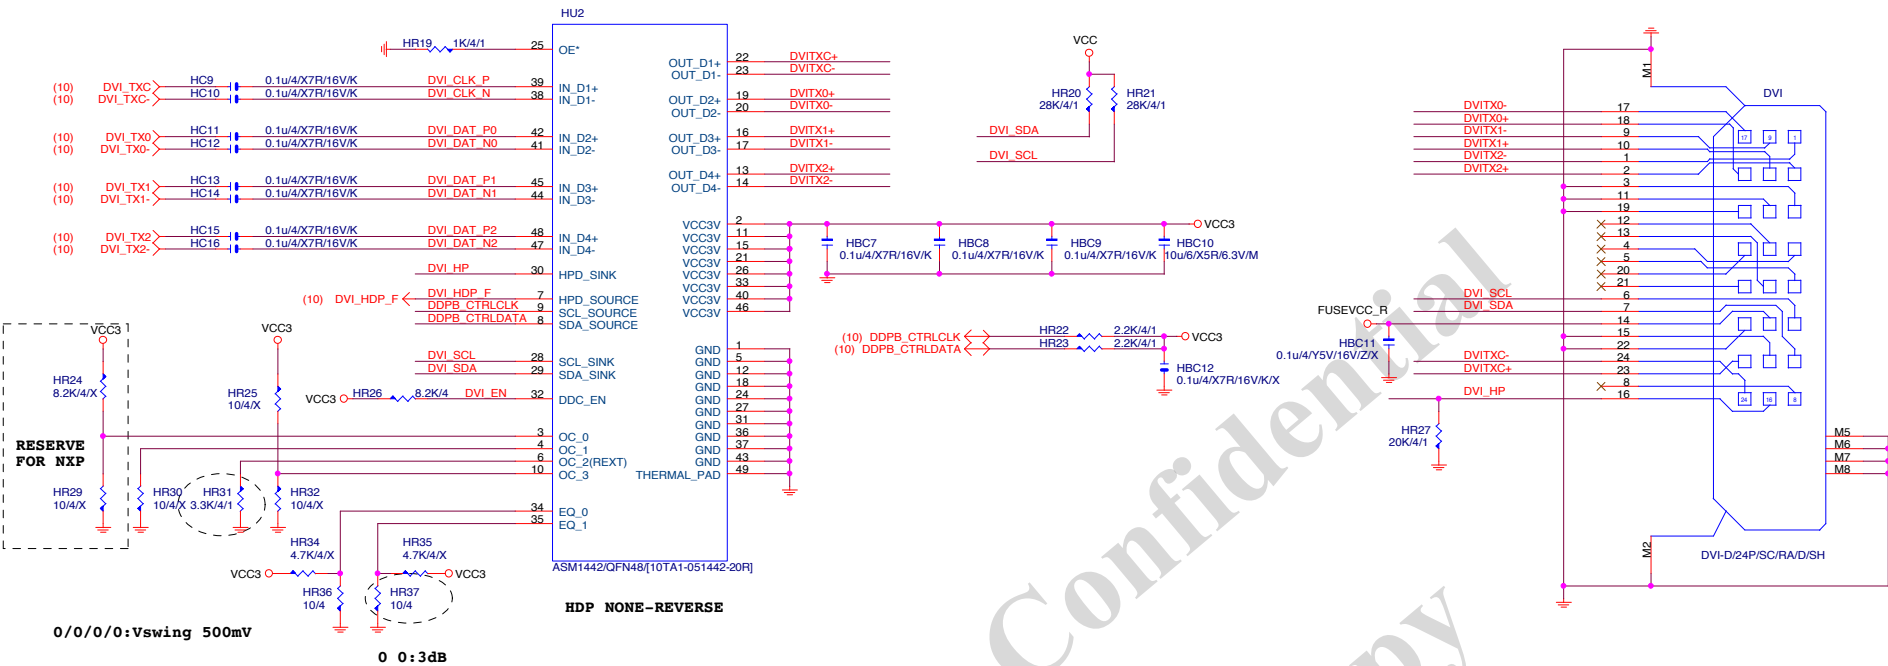 HU2
HR19 1K/4/1 25 OE*
(10) DVI_TXC HC9 0.1u/4/X7R/16V/K DVI_CLK_P 39 IN_D1+
(10) DVI_TXC- HC10 0.1u/4/X7R/16V/K DVI_CLK_N 38 IN_D1-
(10) DVI_TX0 HC11 0.1u/4/X7R/16V/K DVI_DAT_P0 42 IN_D2+
(10) DVI_TX0- HC12 0.1u/4/X7R/16V/K DVI_DAT_N0 41 IN_D2-
(10) DVI_TX1 HC13 0.1u/4/X7R/16V/K DVI_DAT_P1 45 IN_D3+
(10) DVI_TX1- HC14 0.1u/4/X7R/16V/K DVI_DAT_N1 44 IN_D3-
(10) DVI_TX2 HC15 0.1u/4/X7R/16V/K DVI_DAT_P2 48 IN_D4+
(10) DVI_TX2- HC16 0.1u/4/X7R/16V/K DVI_DAT_N2 47 IN_D4-
DVI_HP 30 HPD_SINK
(10) DVI_HDP_F DVI_HDP_F 7 HPD_SOURCE
DDPB_CTRLCLK 9 SCL_SOURCE
DDPB_CTRLDATA 8 SDA_SOURCE
DVI_SCL 28 SCL_SINK
DVI_SDA 29 SDA_SINK
VCC3 HR26 8.2K/4 DVI_EN 32 DDC_EN
3 OC_0
4 OC_1
6 OC_2(REXT)
10 OC_3
34 EQ_0
35 EQ_1
VCC3
HR24
8.2K/4/X
RESERVE
FOR NXP
HR29
10/4/X
VCC3
HR25
10/4/X
HR30
10/4/X
HR31
3.3K/4/1
HR32
10/4/X
HR34
4.7K/4/X
VCC3
HR36
10/4
HR35
4.7K/4/X
VCC3
HR37
10/4
0/0/0/0:Vswing 500mV
0 0:3dB
OUT_D1+ 22 DVITXC+
OUT_D1- 23 DVITXC-
OUT_D2+ 19 DVITX0+
OUT_D2- 20 DVITX0-
OUT_D3+ 16 DVITX1+
OUT_D3- 17 DVITX1-
OUT_D4+ 13 DVITX2+
OUT_D4- 14 DVITX2-
VCC3V 2
VCC3V 11
VCC3V 15
VCC3V 21
VCC3V 26
VCC3V 33
VCC3V 40
VCC3V 46
GND 1
GND 5
GND 12
GND 18
GND 24
GND 27
GND 31
GND 36
GND 37
GND 43
THERMAL_PAD 49
ASM1442/QFN48/[10TA1-051442-20R]
HDP NONE-REVERSE
VCC
HR20
28K/4/1
HR21
28K/4/1
DVI_SDA
DVI_SCL
VCC3
HBC7
0.1u/4/X7R/16V/K
HBC8
0.1u/4/X7R/16V/K
HBC9
0.1u/4/X7R/16V/K
HBC10
10u/6/X5R/6.3V/M
(10) DDPB_CTRLCLK HR22 2.2K/4/1 VCC3
(10) DDPB_CTRLDATA HR23 2.2K/4/1
HBC12
0.1u/4/X7R/16V/K/X
M1
DVI
DVITX0- 17
DVITX0+ 18
DVITX1- 9
DVITX1+ 10
DVITX2- 1
DVITX2+ 2
3
11
19
12
13
4
5
20
21
DVI_SCL 6
DVI_SDA 7
FUSEVCC_R 14
15
22
HBC11
0.1u/4/Y5V/16V/Z/X
DVITXC- 24
DVITXC+ 23
8
DVI_HP 16
HR27
20K/4/1
17 9 1
24 16 8
M5
M6
M7
M8
M2
DVI-D/24P/SC/RA/D/SH
Confidential